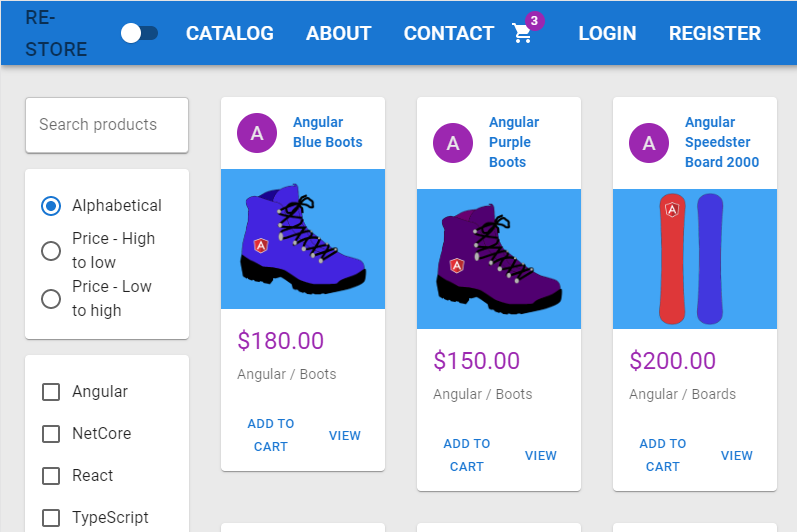 RE-
STORE
CATALOG
ABOUT
CONTACT
3
LOGIN
REGISTER
Search products
Alphabetical
Price - High
to low
Price - Low
to high
Angular
NetCore
React
TypeScript
A
Angular
Blue Boots
A
$180.00
Angular / Boots
ADD TO
CART
VIEW
A
Angular
Purple
Boots
A
$150.00
Angular / Boots
ADD TO
CART
VIEW
A
Angular
Speedster
Board 2000
A
$200.00
Angular / Boards
ADD TO
CART
VIEW